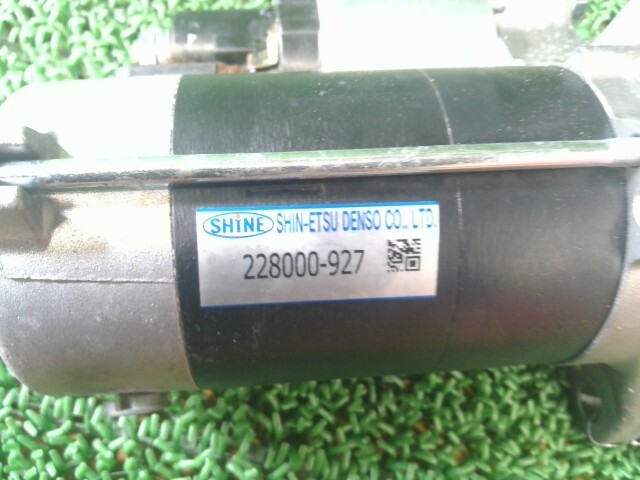 SHINE SHIN-ETSU DENSO CO., LTD.
228000-927